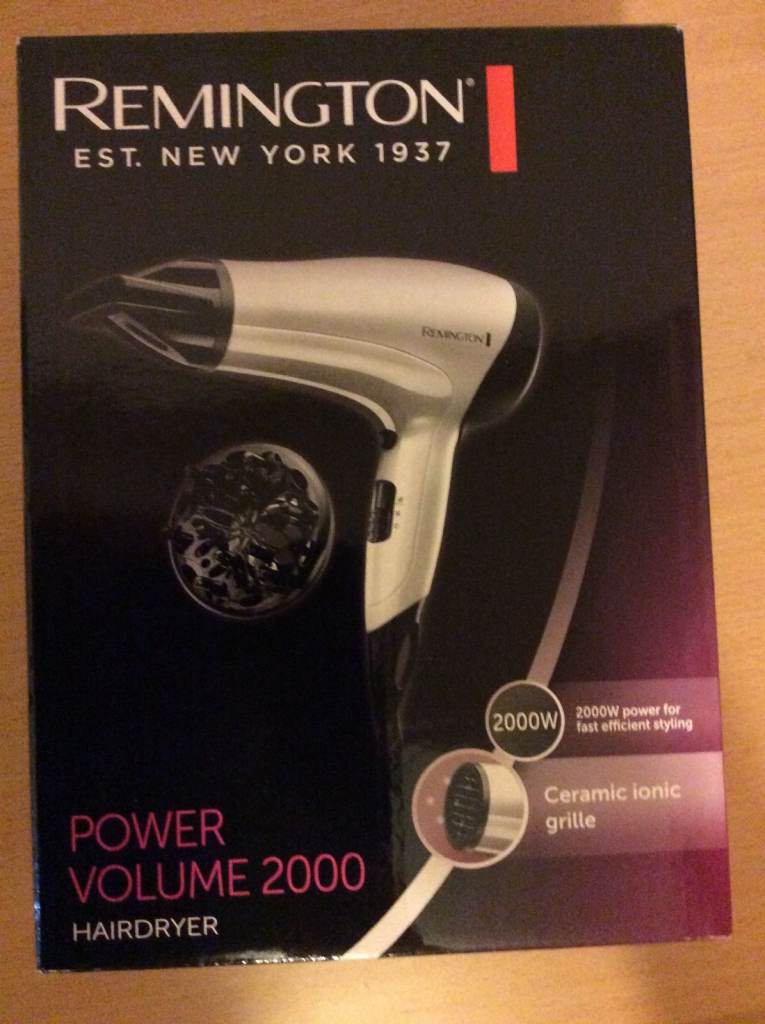 REMINGTON®
EST. NEW YORK 1937
REMINGTON
2000W
2000W power for
fast efficient styling
Ceramic ionic
grille
POWER
VOLUME 2000
HAIRDRYER